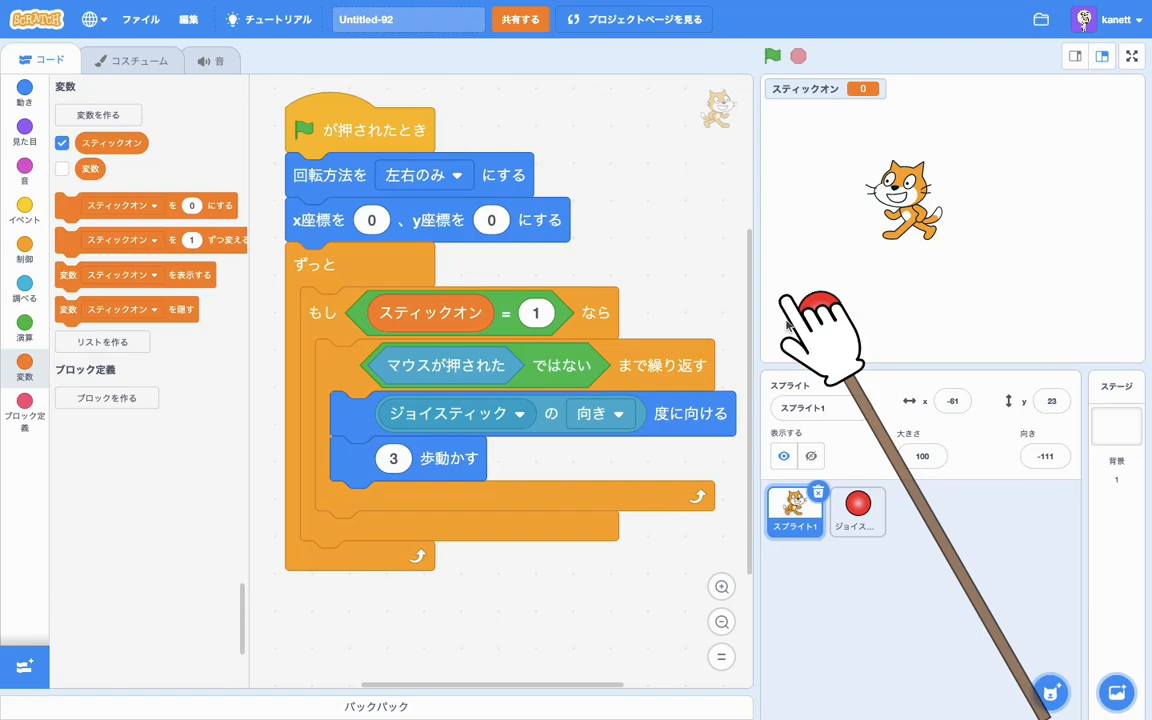 SCRATCH
ファイル
編集
チュートリアル
Untitled-92
共有する
プロジェクトページを見る
kanett
コード
コスチューム
音
動き
見た目
音
イベント
制御
調べる
演算
変数
ブロック定
義
変数
変数を作る
スティックオン
変数
スティックオン を 0 にする
スティックオン を 1 ずつ変える
変数 スティックオン を表示する
変数 スティックオン を隠す
リストを作る
ブロック定義
ブロックを作る
が押されたとき
回転方法を 左右のみ にする
x座標を 0 、y座標を 0 にする
ずっと
もし スティックオン = 1 なら
マウスが押された ではない まで繰り返す
ジョイスティック の 向き 度に向ける
3 歩動かす
バックパック
スティックオン 0
スプライト
スプライト1
x -61
y 23
表示する
大きさ
100
向き
-111
スプライト1
ジョイス...
ステージ
背景
1